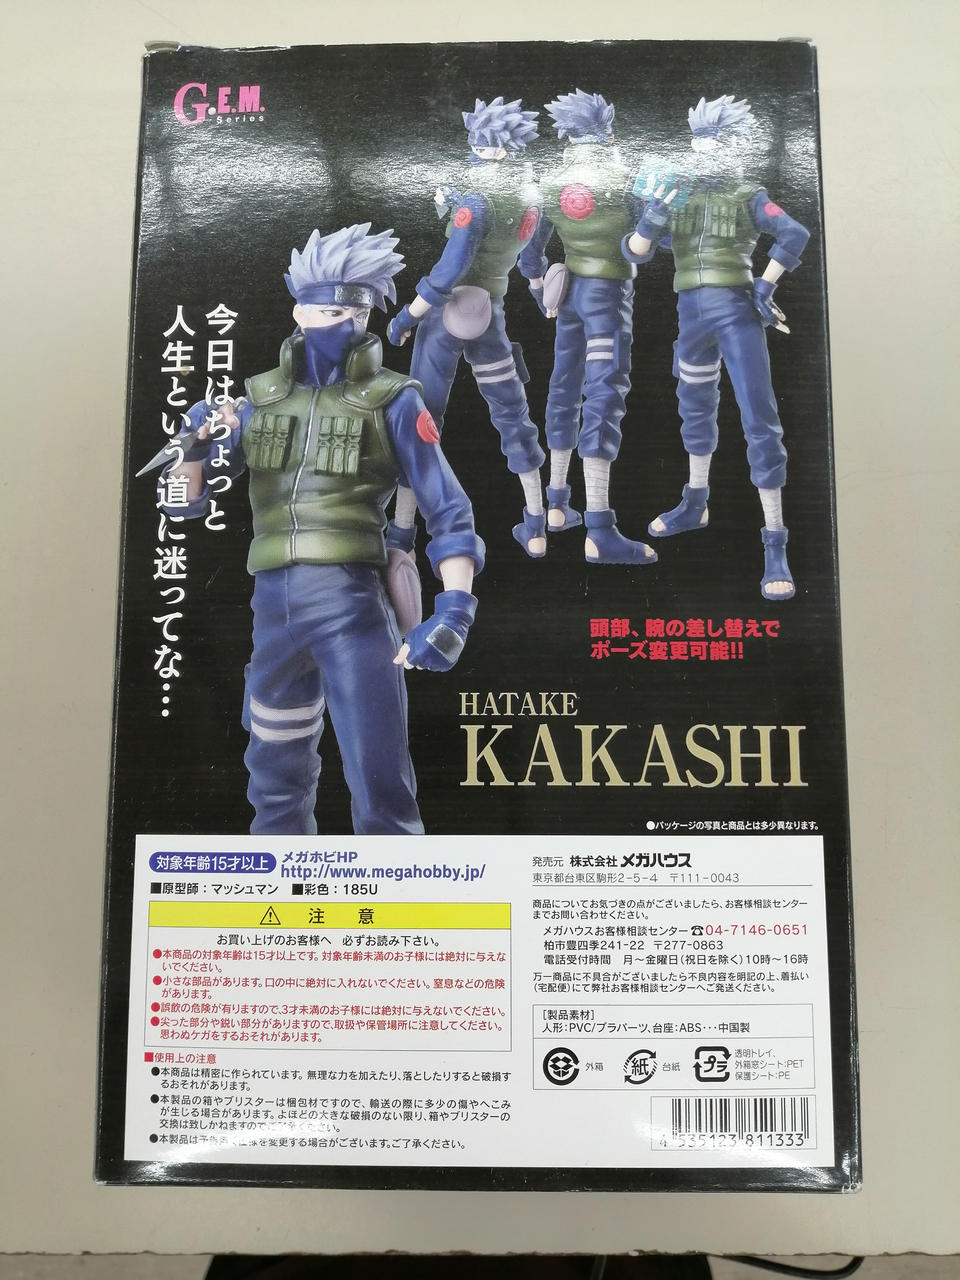 G.E.M.
Series
今日はちょっと
人生という道に迷ってな…
頭部、腕の差し替えで
ポーズ変更可能!!
HATAKE
KAKASHI
●パッケージの写真と商品とは多少異なります。
対象年齢15才以上
メガホビHP
http://www.megahobby.jp/
■原型師：マッシュマン ■彩色：185U
注 意
お買い上げのお客様へ 必ずお読み下さい。
●本商品の対象年齢は15才以上です。対象年齢未満のお子様には絶対に与えな
いでください。
●小さな部品があります。口の中に絶対に入れないでください。窒息などの危険
があります。
●誤飲の危険が有りますので、3才未満のお子様には絶対に与えないでください。
●尖った部分や鋭い部分がありますので、取扱や保管場所に注意してください。
思わぬケガをするおそれがあります。
■使用上の注意
●本商品は精密に作られています。無理な力を加えたり、落としたりすると破損す
るおそれがあります。
●本製品の箱やブリスターは梱包材ですので、輸送の際に多少の傷やへこみ
が生じる場合があります。よほどの大きな破損のない限り、箱やブリスターの
交換は致しかねますのでご了承ください。
●本製品は予告無く仕様を変更する場合がございます。ご了承ください。
発売元 株式会社メガハウス
東京都台東区駒形2-5-4 〒111-0043
商品についてお気づきの点がございましたら、お客様相談センター
までお問い合わせください。
メガハウスお客様相談センター☎04-7146-0651
柏市豊四季241-22 〒277-0863
電話受付時間 月～金曜日(祝日を除く)10時～16時
万一商品に不具合がございましたら不良内容を明記の上、着払い
(宅配便)にて弊社お客様相談センターへご発送ください。
[製品素材]
人形：PVC/プラパーツ、台座：ABS…中国製
外箱
紙
台紙
プラ
透明トレイ、
外箱窓シート：PET
保護シート：PE
4 535123 811333